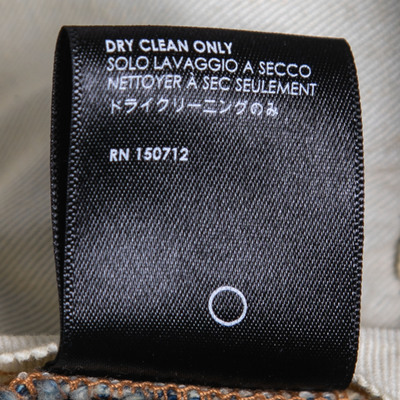 DRY CLEAN ONLY
SOLO LAVAGGIO A SECCO
NETTOYER À SEC SEULEMENT
ドライクリーニングのみ
RN 150712